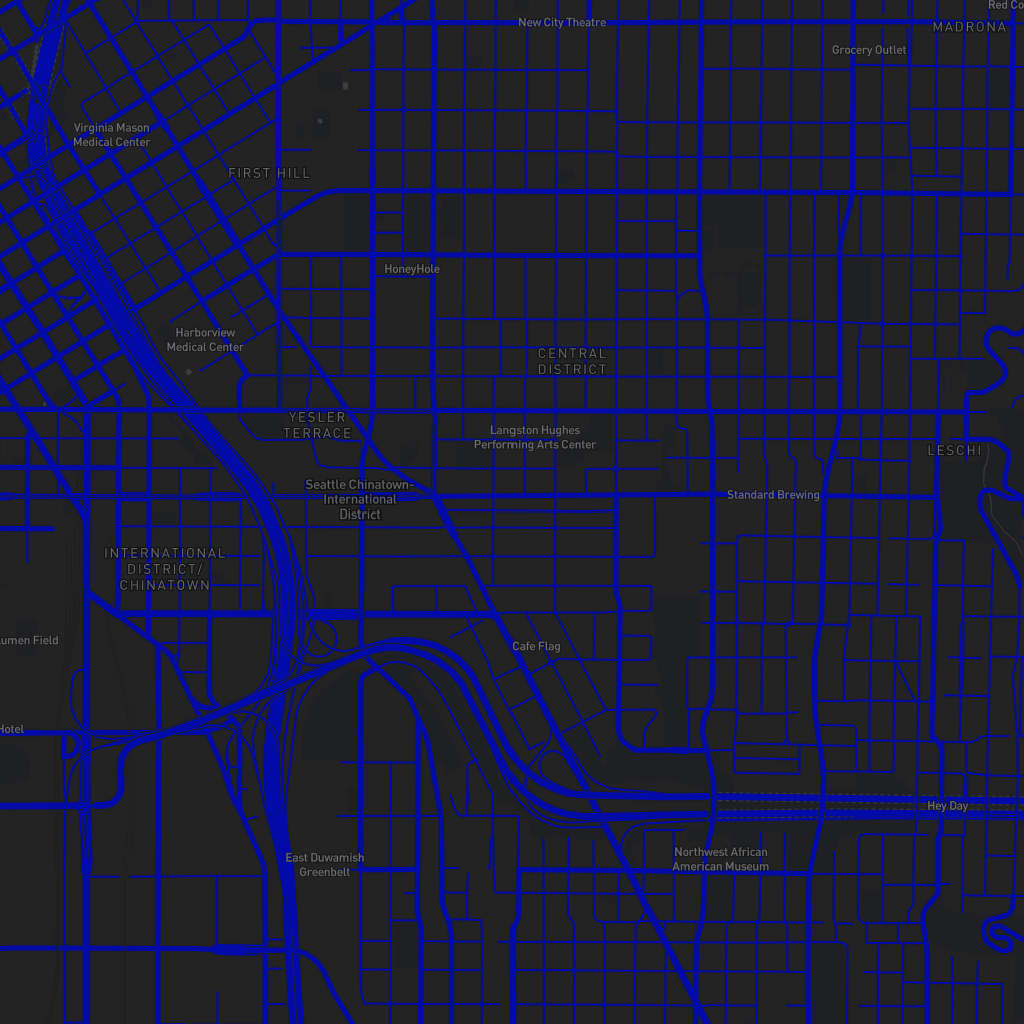 Red Co
New City Theatre
MADRONA
Grocery Outlet
Virginia Mason
Medical Center
FIRST HILL
HoneyHole
Harborview
Medical Center
CENTRAL
DISTRICT
YESLER
TERRACE
Langston Hughes
Performing Arts Center
LESCHI
Seattle Chinatown-
International
District
Standard Brewing
INTERNATIONAL
DISTRICT/
CHINATOWN
umen Field
Cafe Flag
Hotel
Hey Day
East Duwamish
Greenbelt
Northwest African
American Museum